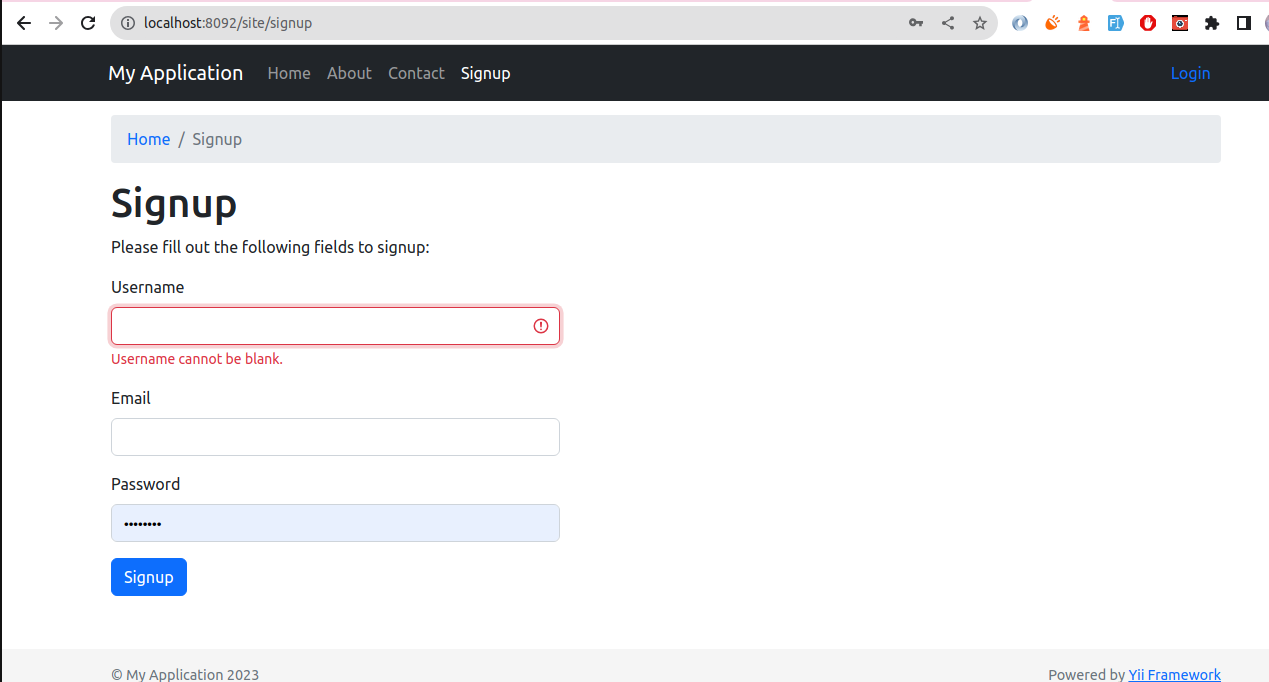 localhost:8092/site/signup
My Application Home About Contact Signup Login
Home / Signup
Signup
Please fill out the following fields to signup:
Username
Username cannot be blank.
Email
Password
••••••••
Signup
© My Application 2023 Powered by Yii Framework